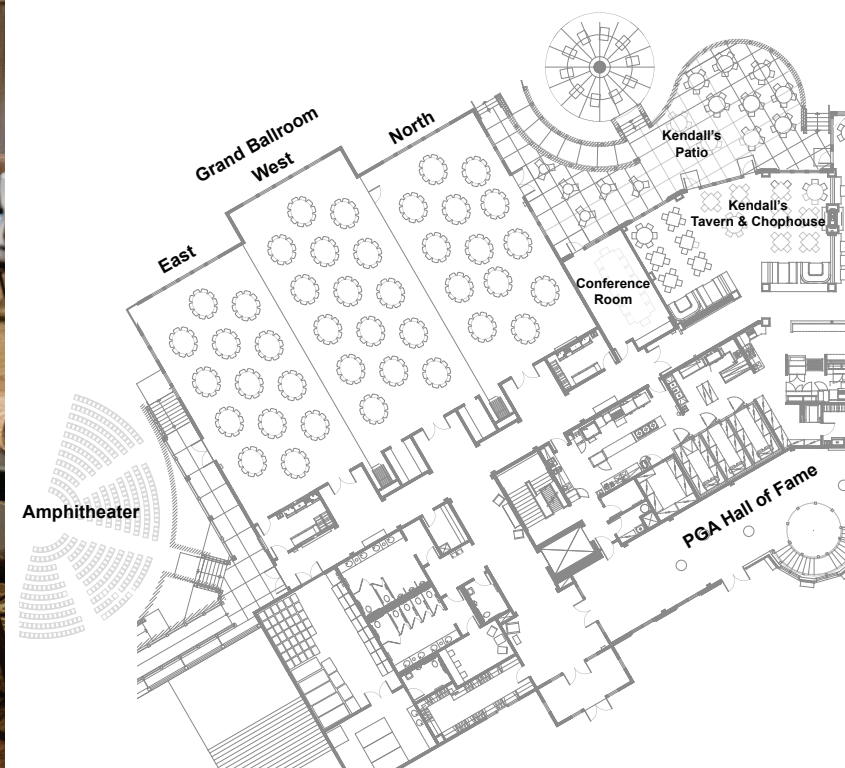 Grand Ballroom
West
North
East
Kendall's
Patio
Kendall's
Tavern & Chophouse
Conference
Room
Amphitheater
PGA Hall of Fame